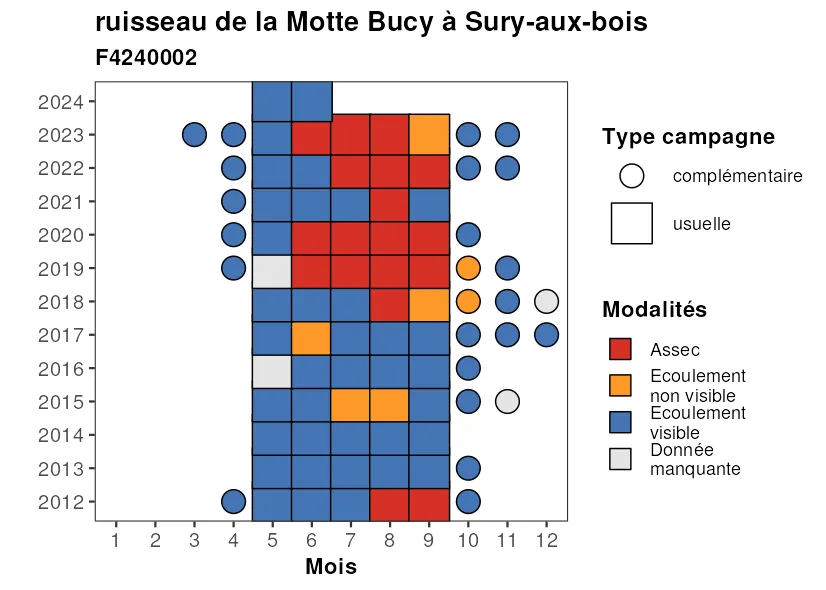 ruisseau de la Motte Bucy à Sury-aux-bois
F4240002
2024
2023
2022
2021
2020
2019
2018
2017
2016
2015
2014
2013
2012
1 2 3 4 5 6 7 8 9 10 11 12
Mois
Type campagne
complémentaire
usuelle
Modalités
Assec
Ecoulement
non visible
Ecoulement
visible
Donnée
manquante